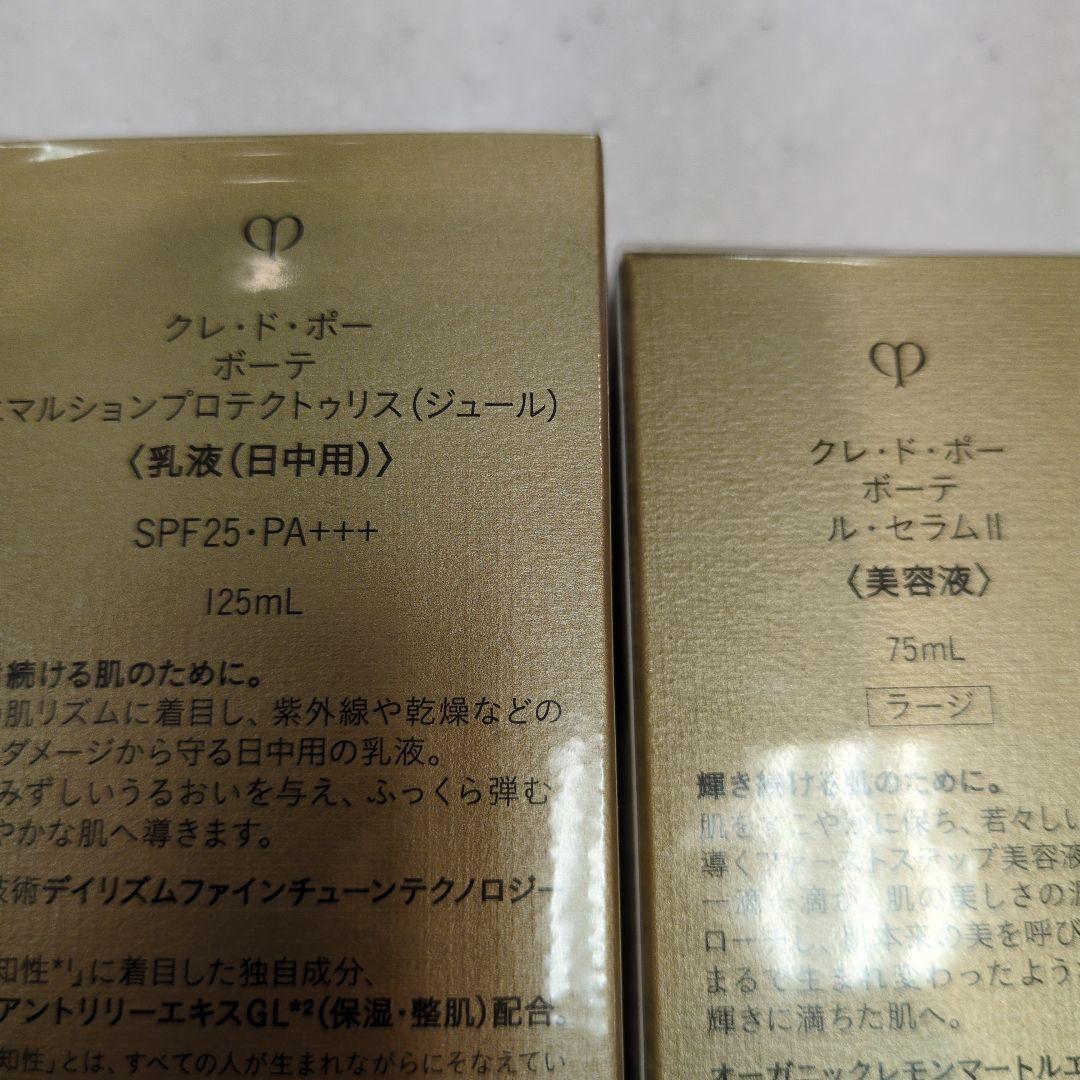 クレ・ド・ポー
ボーテ
マルションプロテクトゥリス(ジュール)
〈乳液(日中用)〉
SPF25・PA+++
125mL
続ける肌のために。
肌リズムに着目し、紫外線や乾燥などの
ダメージから守る日中用の乳液。
みずしいうるおいを与え、ふっくら弾む
やかな肌へ導きます。
技術デイリズムファインチューンテクノロジー
知性*¹」に着目した独自成分、
アントリリーエキスGL*²(保湿・整肌)配合。
知性」とは、すべての人が生まれながらにそなえてい
クレ・ド・ポー
ボーテ
ル・セラムⅡ
〈美容液〉
75mL
ラージ
輝き続ける肌のために。
肌をすこやかに保ち、若々しい
導くファーストステップ美容液
一滴一滴が、肌の美しさの
ローチし、肌本来の美を呼び
まるで生まれ変わったよう
輝きに満ちた肌へ。
オーガニックレモンマートルエ